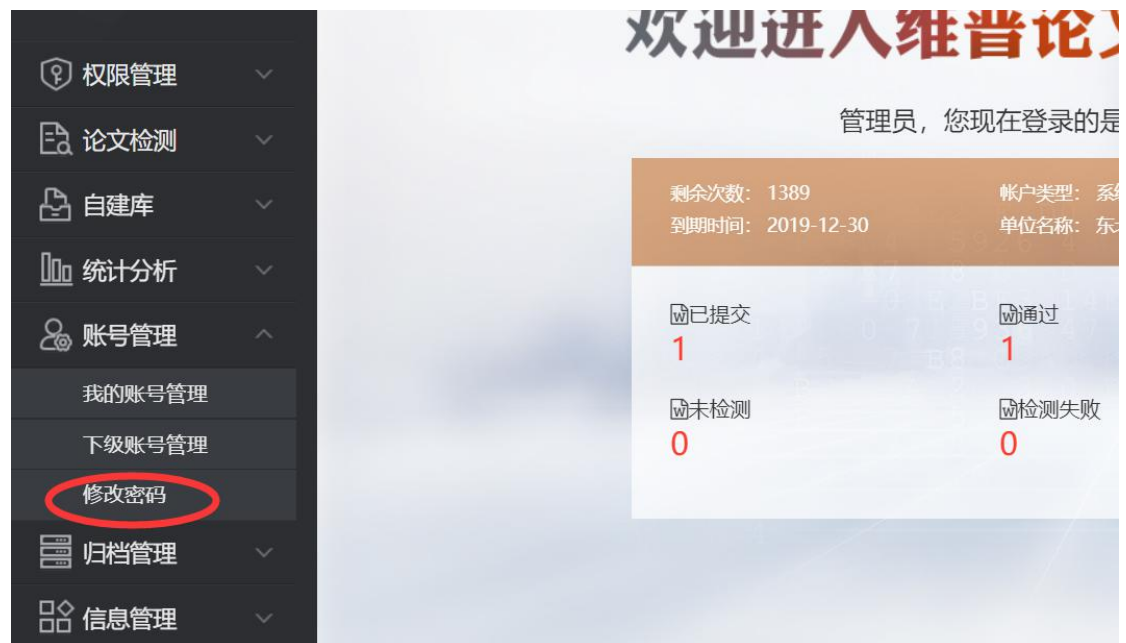 欢迎进入维普论文
管理员，您现在登录的是
权限管理
论文检测
自建库
统计分析
账号管理
我的账号管理
下级账号管理
修改密码
归档管理
信息管理
剩余次数： 1389
帐户类型： 系
到期时间： 2019-12-30
单位名称： 东
已提交
1
通过
1
未检测
0
检测失败
0